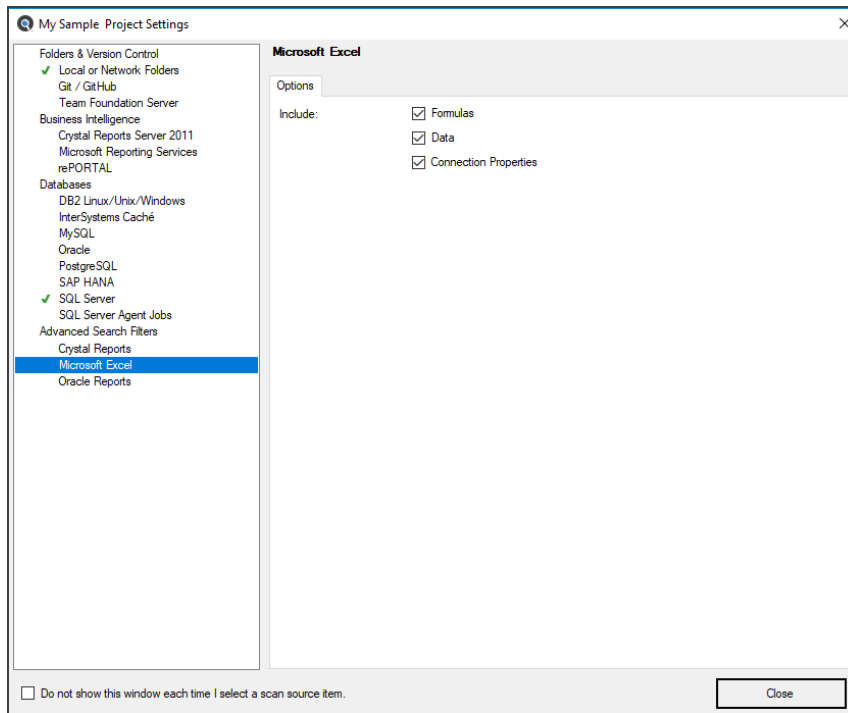 My Sample Project Settings
Folders & Version Control
Local or Network Folders
Git / GitHub
Team Foundation Server
Business Intelligence
Crystal Reports Server 2011
Microsoft Reporting Services
rePORTAL
Databases
DB2 Linux/Unix/Windows
InterSystems Caché
MySQL
Oracle
PostgreSQL
SAP HANA
SQL Server
SQL Server Agent Jobs
Advanced Search Filters
Crystal Reports
Microsoft Excel
Oracle Reports
Microsoft Excel
Options
Include:
Formulas
Data
Connection Properties
Do not show this window each time I select a scan source item.
Close